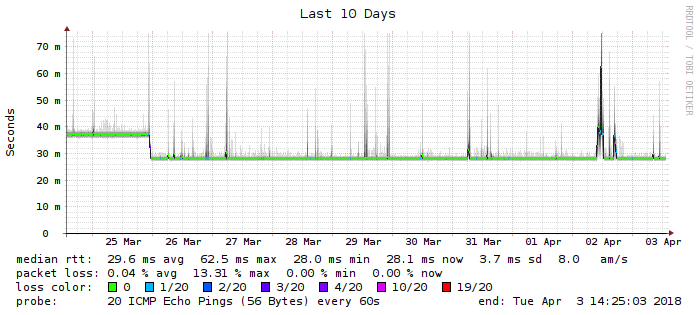 Last 10 Days
RRDTOOL / TOBI OETIKER
Seconds
70 m
60 m
50 m
40 m
30 m
20 m
10 m
0
25 Mar 26 Mar 27 Mar 28 Mar 29 Mar 30 Mar 31 Mar 01 Apr 02 Apr 03 Apr
median rtt: 29.6 ms avg 62.5 ms max 28.0 ms min 28.1 ms now 3.7 ms sd 8.0 am/s
packet loss: 0.04 % avg 13.31 % max 0.00 % min 0.00 % now
loss color: 0 1/20 2/20 3/20 4/20 10/20 19/20
probe: 20 ICMP Echo Pings (56 Bytes) every 60s end: Tue Apr 3 14:25:03 2018